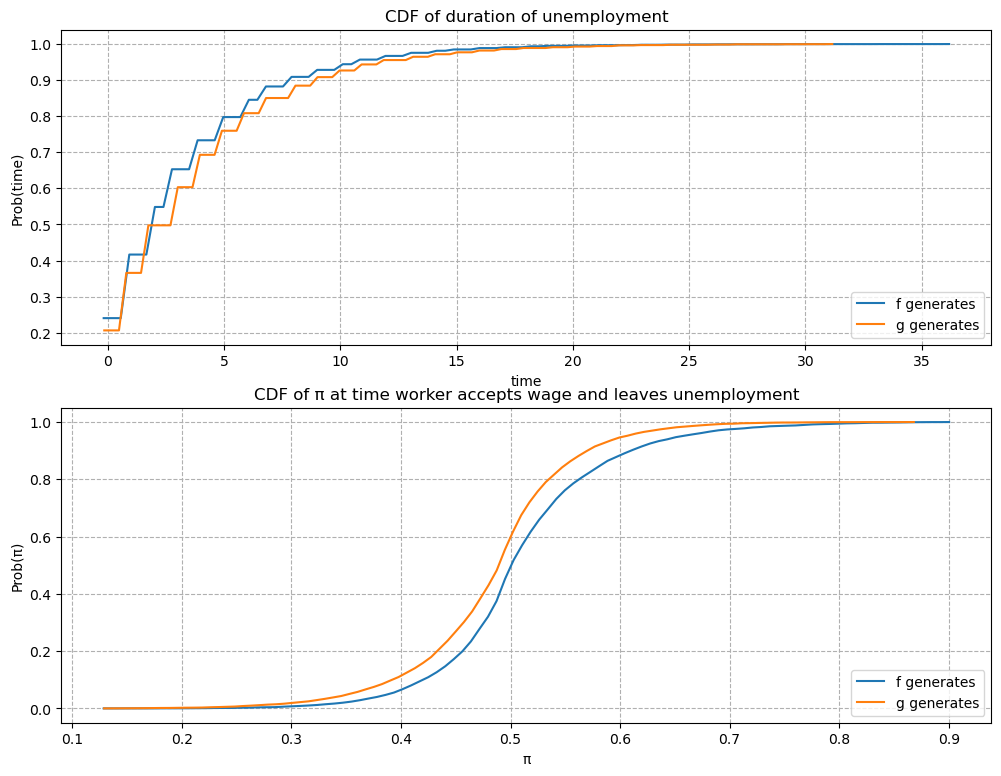 CDF of duration of unemployment
1.0
0.9
0.8
0.7
0.6
0.5
0.4
0.3
0.2
Prob(time)
f generates
g generates
0 5 10 15 20 25 30 35
time
CDF of π at time worker accepts wage and leaves unemployment
1.0
0.8
0.6
0.4
0.2
0.0
Prob(π)
f generates
g generates
0.1 0.2 0.3 0.4 0.5 0.6 0.7 0.8 0.9
π